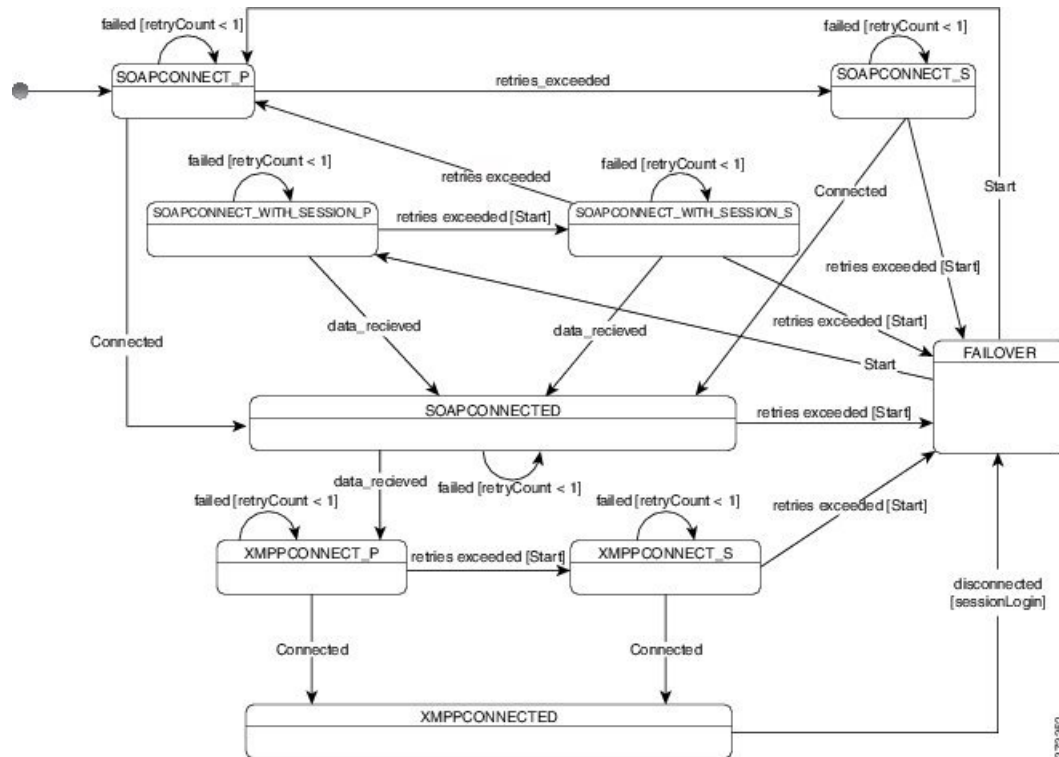 failed [retryCount < 1]
failed [retryCount < 1]
SOAPCONNECT_P
SOAPCONNECT_S
retries_exceeded
failed [retryCount < 1]
failed [retryCount < 1]
retries exceeded
Connected
Start
SOAPCONNECT_WITH_SESSION_P
retries exceeded [Start]
SOAPCONNECT_WITH_SESSION_S
retries exceeded [Start]
data_recieved
data_recieved
retries exceeded [Start]
Connected
Start
FAILOVER
SOAPCONNECTED
retries exceeded [Start]
data_recieved
failed [retryCount < 1]
failed [retryCount < 1]
failed [retryCount < 1]
retries exceeded [Start]
XMPPCONNECT_P
retries exceeded [Start]
XMPPCONNECT_S
disconnected
[sessionLogin]
Connected
Connected
XMPPCONNECTED